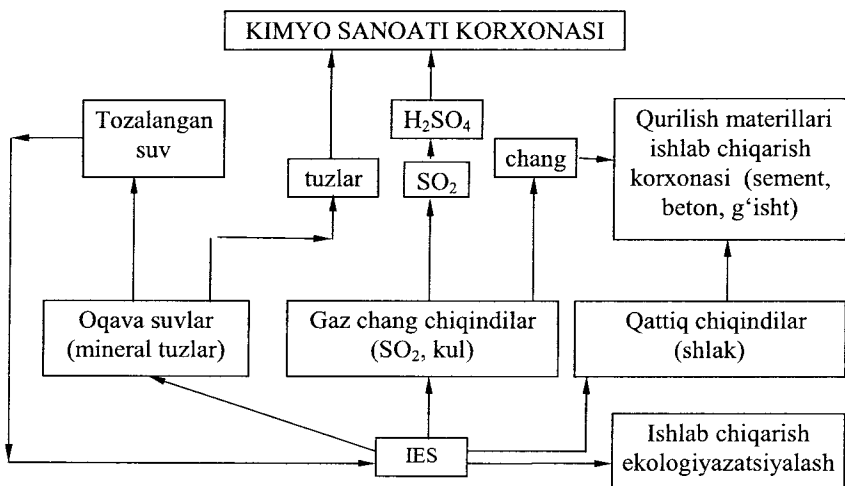 KIMYO SANOATI KORXONASI
Tozalangan
suv
H₂SO₄
Qurilish materillari
ishlab chiqarish
korxonasi (sement,
beton, g‘isht)
chang
tuzlar
SO₂
Oqava suvlar
(mineral tuzlar)
Gaz chang chiqindilar
(SO₂, kul)
Qattiq chiqindilar
(shlak)
IES
Ishlab chiqarish
ekologiyazatsiyalash